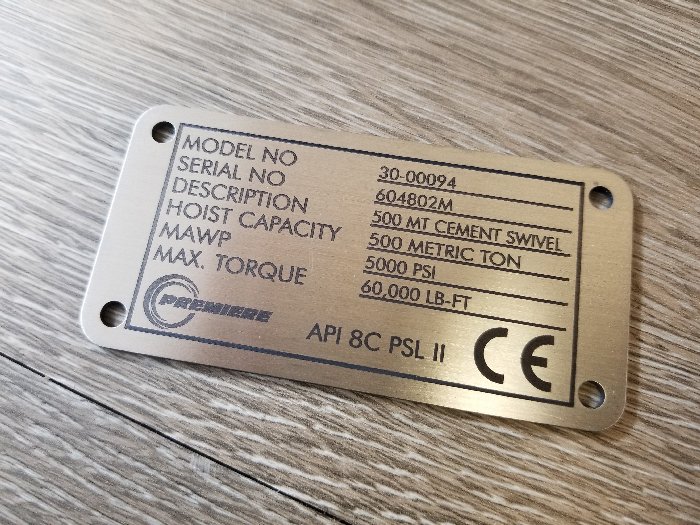 MODEL NO 30-00094
SERIAL NO 604802M
DESCRIPTION 500 MT CEMENT SWIVEL
HOIST CAPACITY 500 METRIC TON
MAWP 5000 PSI
MAX. TORQUE 60,000 LB-FT
PREMIERE
API 8C PSL II CE